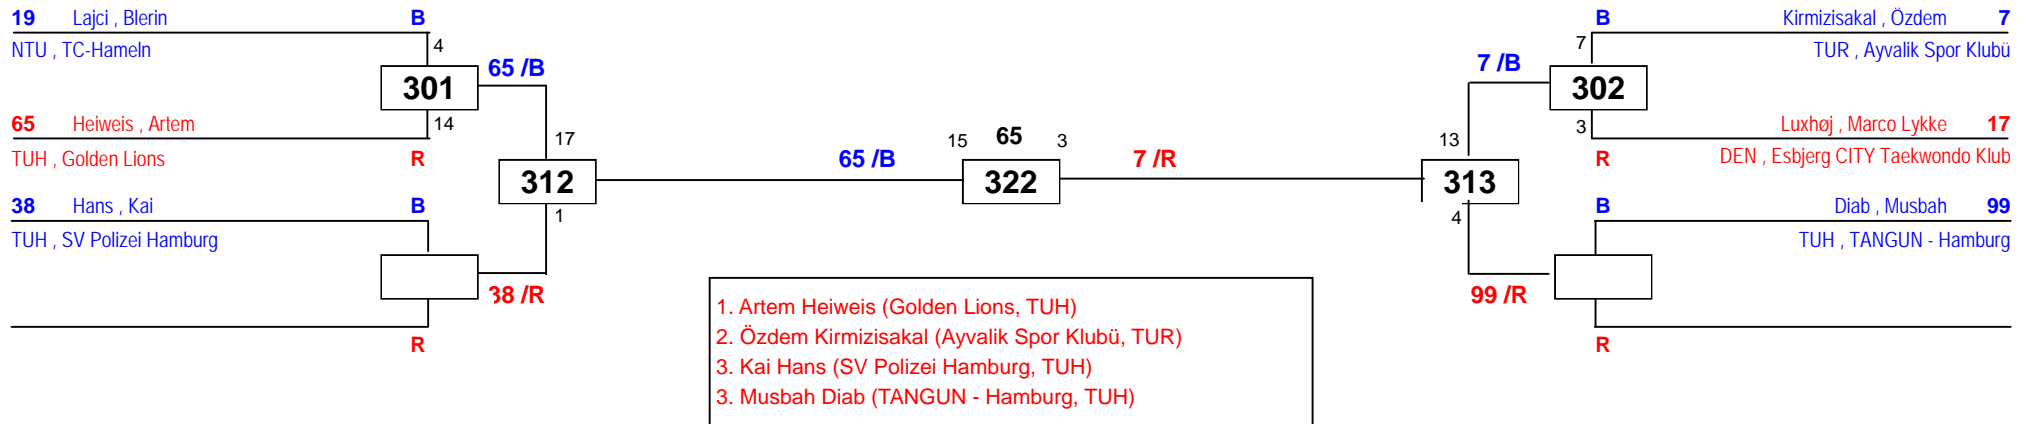 19 Lajci , Blerin B
NTU , TC-Hameln
4
301
65 /B
14
65 Heiweis , Artem
TUH , Golden Lions R
17
312
1
38 Hans , Kai B
TUH , SV Polizei Hamburg
38 /R
R
65 /B
15 65 3
322
7 /R
B Kirmizisakal , Özdem 7
7
TUR , Ayvalik Spor Klubü
7 /B
302
3
Luxhøj , Marco Lykke 17
R DEN , Esbjerg CITY Taekwondo Klub
13
313
4
B Diab , Musbah 99
TUH , TANGUN - Hamburg
99 /R
R
1. Artem Heiweis (Golden Lions, TUH)
2. Özdem Kirmizisakal (Ayvalik Spor Klubü, TUR)
3. Kai Hans (SV Polizei Hamburg, TUH)
3. Musbah Diab (TANGUN - Hamburg, TUH)